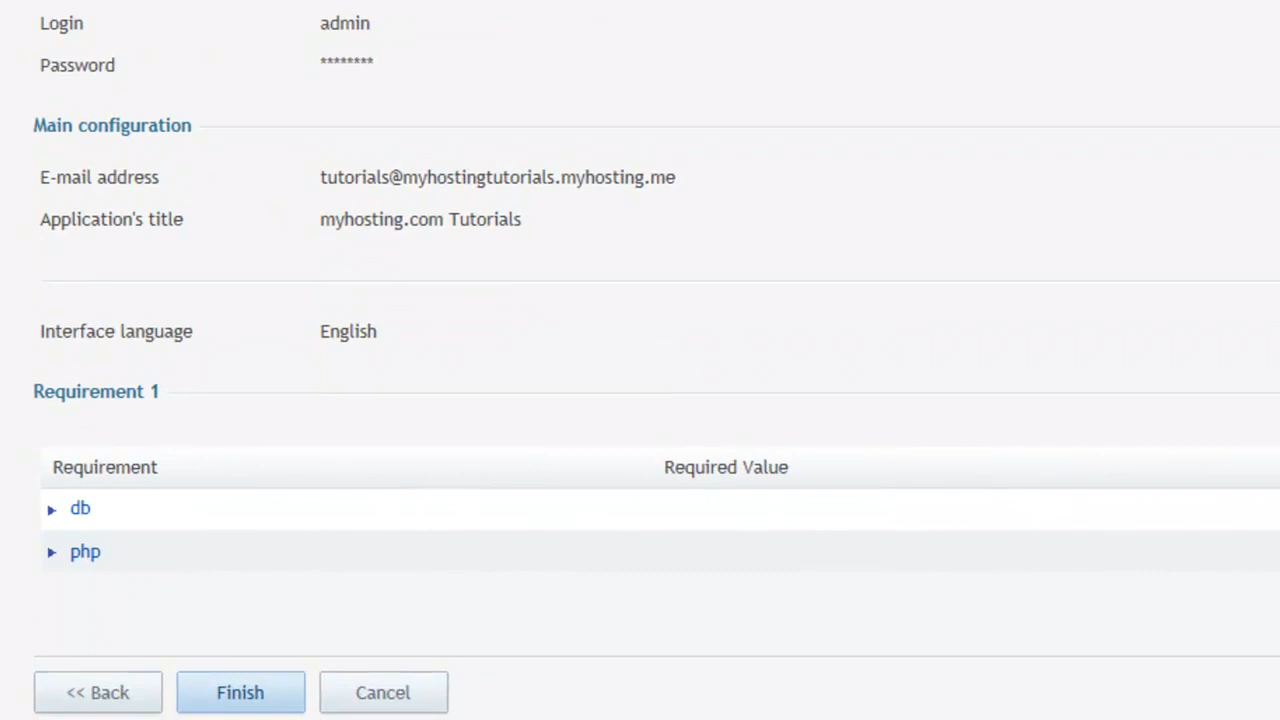 Login admin
Password ********
Main configuration
E-mail address tutorials@myhostingtutorials.myhosting.me
Application's title myhosting.com Tutorials
Interface language English
Requirement 1
Requirement Required Value
db
php
<< Back Finish Cancel